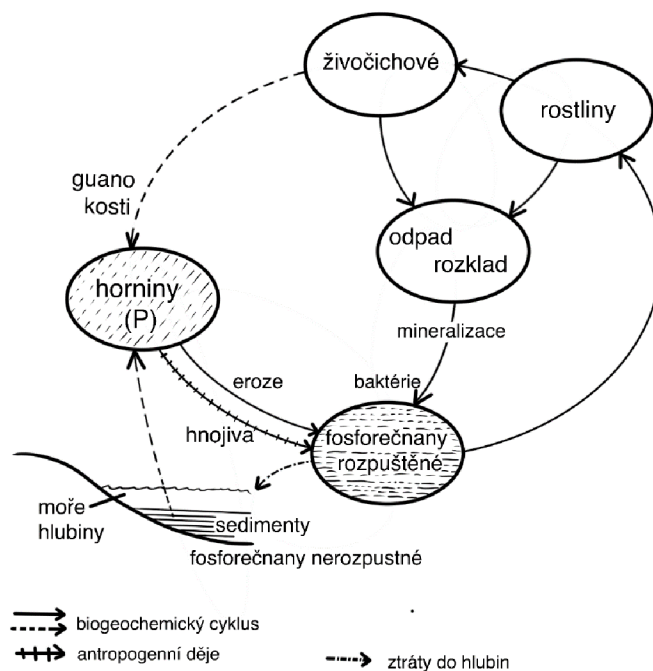 živočichové
rostliny
guano
kosti
odpad
rozklad
horniny
(P)
mineralizace
eroze
baktérie
hnojiva
fosforečnany
rozpuštěné
moře
hlubiny
sedimenty
fosforečnany nerozpustné
biogeochemický cyklus
antropogenní děje
ztráty do hlubin